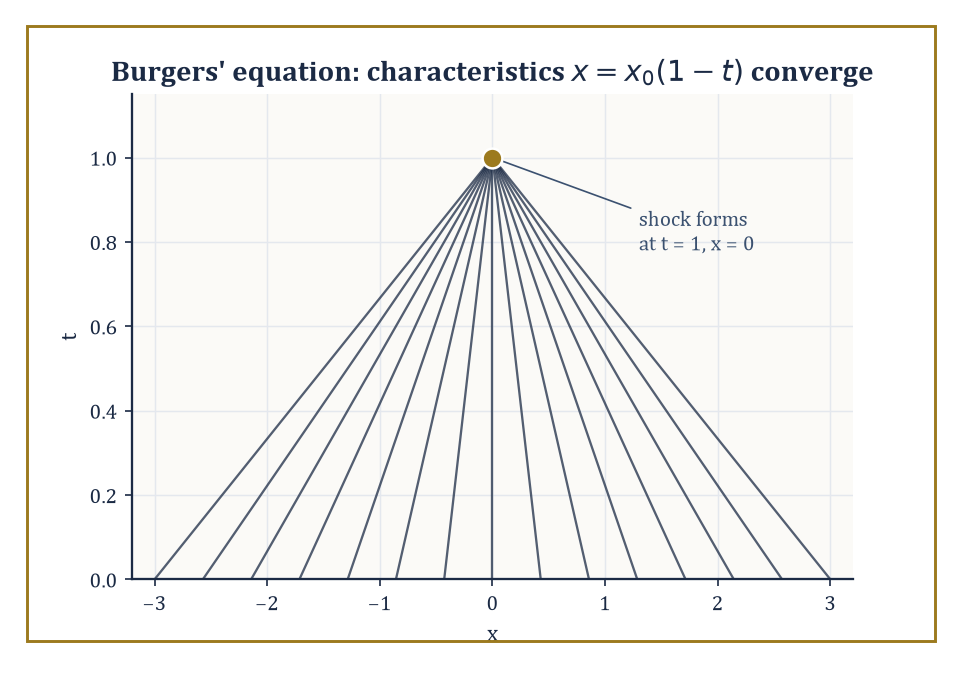 Burgers' equation: characteristics x = x₀(1 − t) converge
1.0
shock forms
at t = 1, x = 0
0.8
0.6
t
0.4
0.2
0.0
−3 −2 −1 0 1 2 3
x